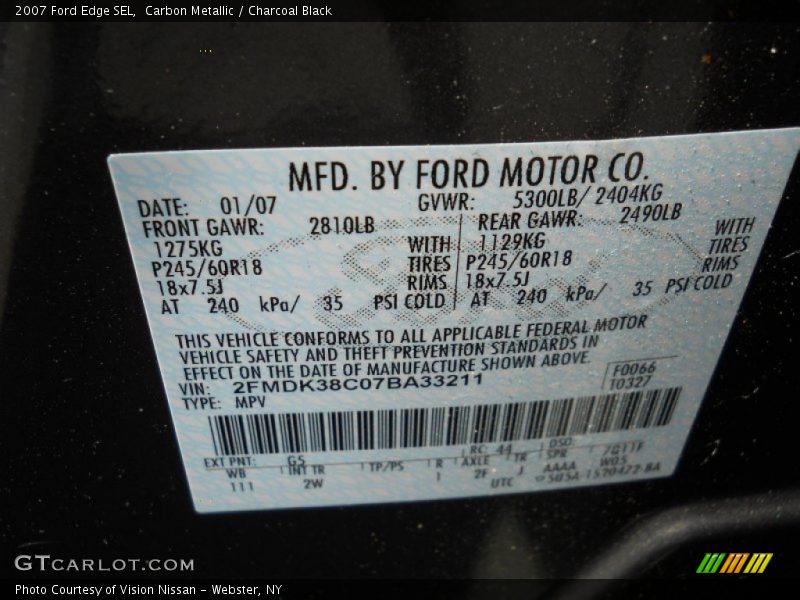 2007 Ford Edge SEL, Carbon Metallic / Charcoal Black
MFD. BY FORD MOTOR CO.
DATE: 01/07 GVWR: 5300LB/ 2404KG
FRONT GAWR: 2810LB REAR GAWR: 2490LB
1275KG WITH 1129KG WITH
P245/60R18 TIRES P245/60R18 TIRES
18x7.5J RIMS 18x7.5J RIMS
AT 240 kPa/ 35 PSI COLD AT 240 kPa/ 35 PSI COLD
THIS VEHICLE CONFORMS TO ALL APPLICABLE FEDERAL MOTOR
VEHICLE SAFETY AND THEFT PREVENTION STANDARDS IN
EFFECT ON THE DATE OF MANUFACTURE SHOWN ABOVE.
VIN: 2FMDK38C07BA33211 F0066
TYPE: MPV T0327
EXT PNT: G5 RC: 44 DSO:
WB INT TR TP/PS R AXLE TR SPR
111 2W 1 2F J AAAA W05
UTC
GTCARLOT.COM
Photo Courtesy of Vision Nissan - Webster, NY